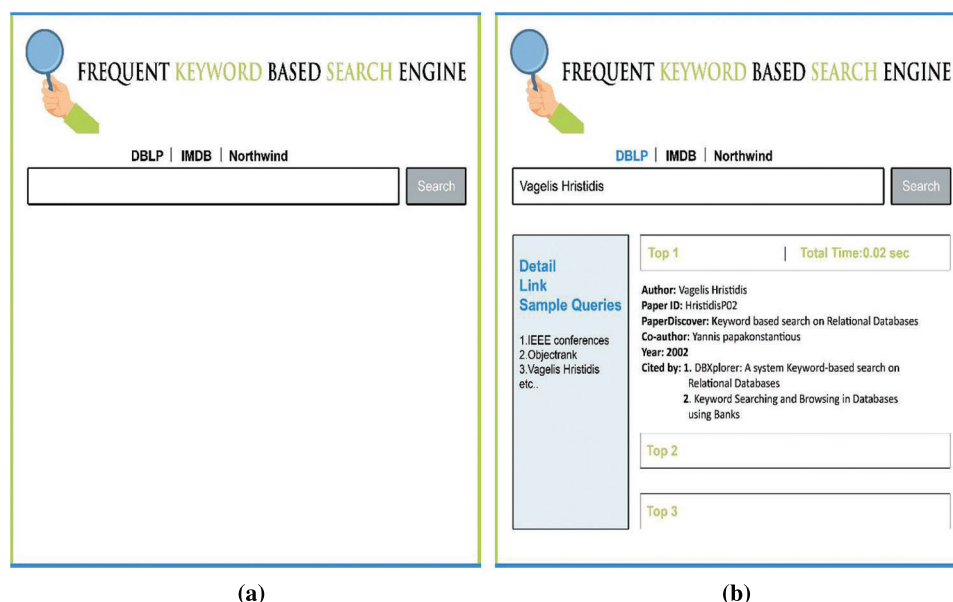 FREQUENT KEYWORD BASED SEARCH ENGINE
DBLP | IMDB | Northwind
Search
(a)
FREQUENT KEYWORD BASED SEARCH ENGINE
DBLP | IMDB | Northwind
Vagelis Hristidis
Search
Detail
Link
Sample Queries
1.IEEE conferences
2.Objectrank
3.Vagelis Hristidis
etc..
Top 1 | Total Time:0.02 sec
Author: Vagelis Hristidis
Paper ID: HristidisP02
PaperDiscover: Keyword based search on Relational Databases
Co-author: Yannis papakonstantious
Year: 2002
Cited by: 1. DBXplorer: A system Keyword-based search on
Relational Databases
2. Keyword Searching and Browsing in Databases
using Banks
Top 2
Top 3
(b)